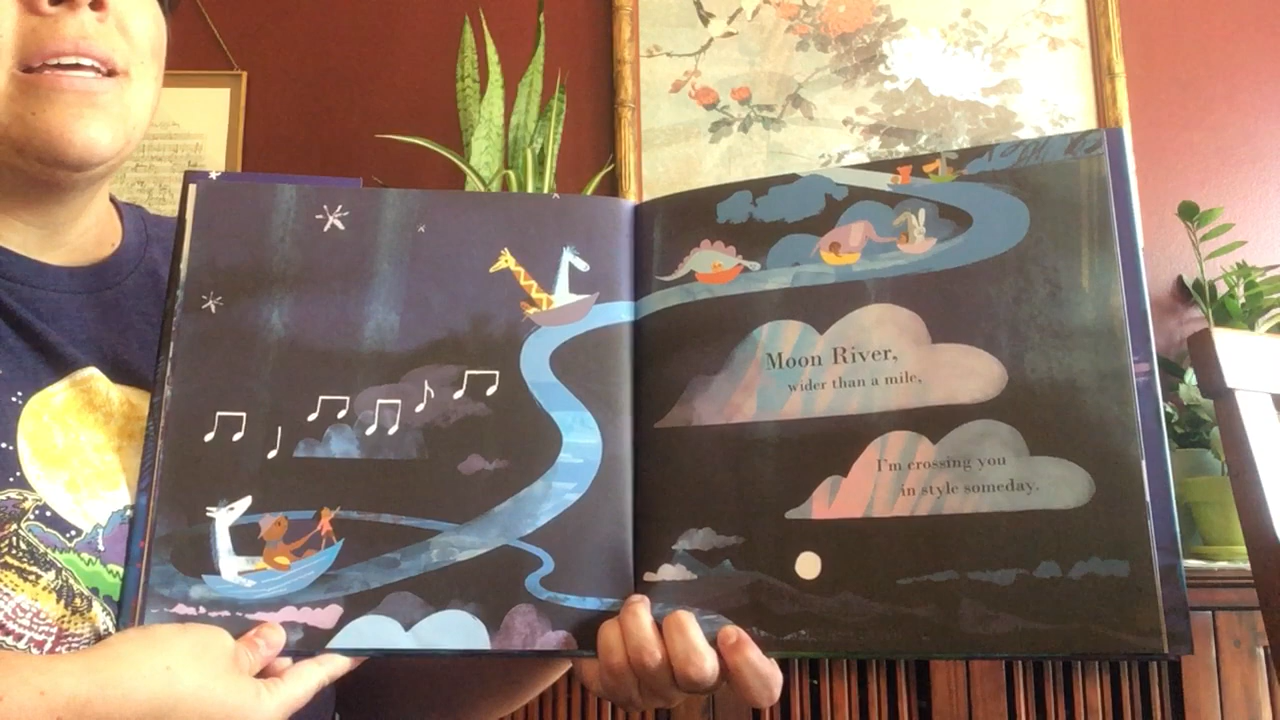 Moon River,
wider than a mile,
I'm crossing you
in style someday.